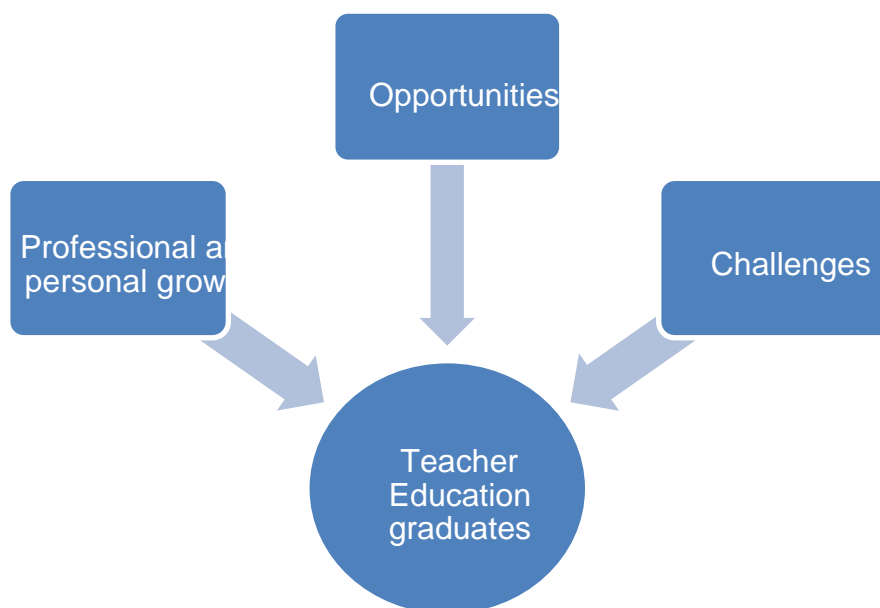 Opportunities
Professional a
personal grow
Challenges
Teacher
Education
graduates